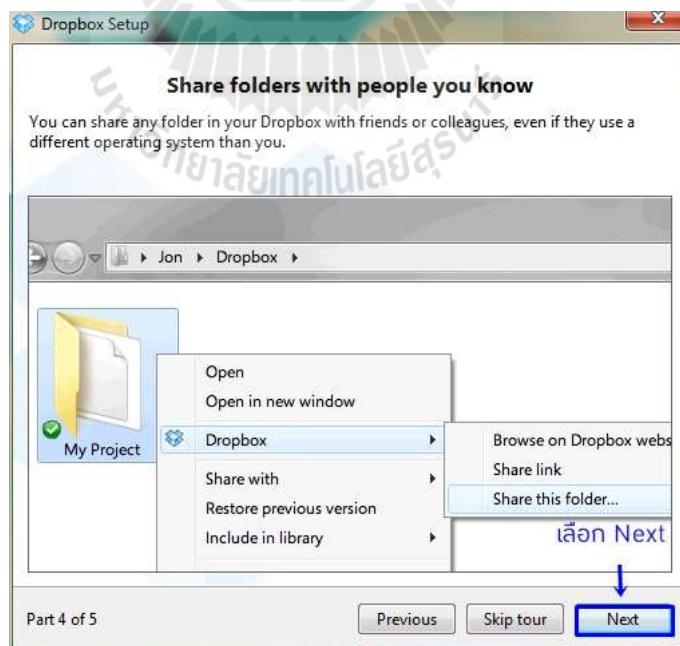 Dropbox Setup
Share folders with people you know
You can share any folder in your Dropbox with friends or colleagues, even if they use a
different operating system than you.
Jon Dropbox
Open
Open in new window
Dropbox
Share with
Restore previous version
Include in library
My Project
Browse on Dropbox webs
Share link
Share this folder...
เลือก Next
Part 4 of 5
Previous
Skip tour
Next